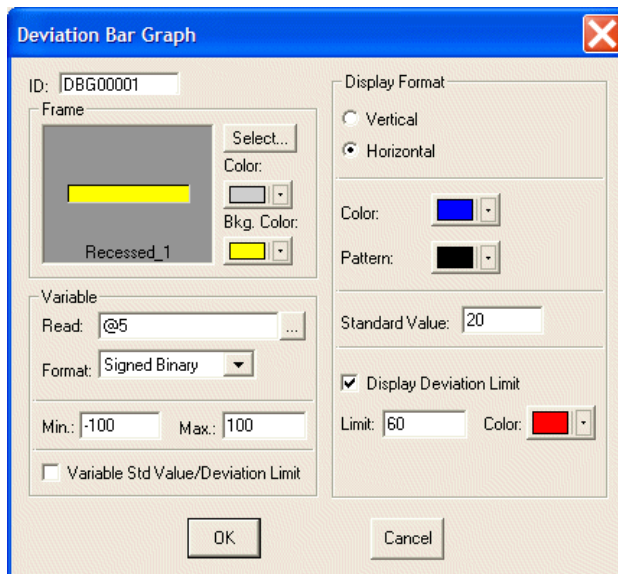 Deviation Bar Graph
ID: DBG00001
Frame
Select...
Color:
Bkg. Color:
Recessed_1
Variable
Read: @5 ...
Format: Signed Binary
Min.: -100 Max.: 100
Variable Std Value/Deviation Limit
Display Format
Vertical
Horizontal
Color:
Pattern:
Standard Value: 20
Display Deviation Limit
Limit: 60 Color:
OK Cancel